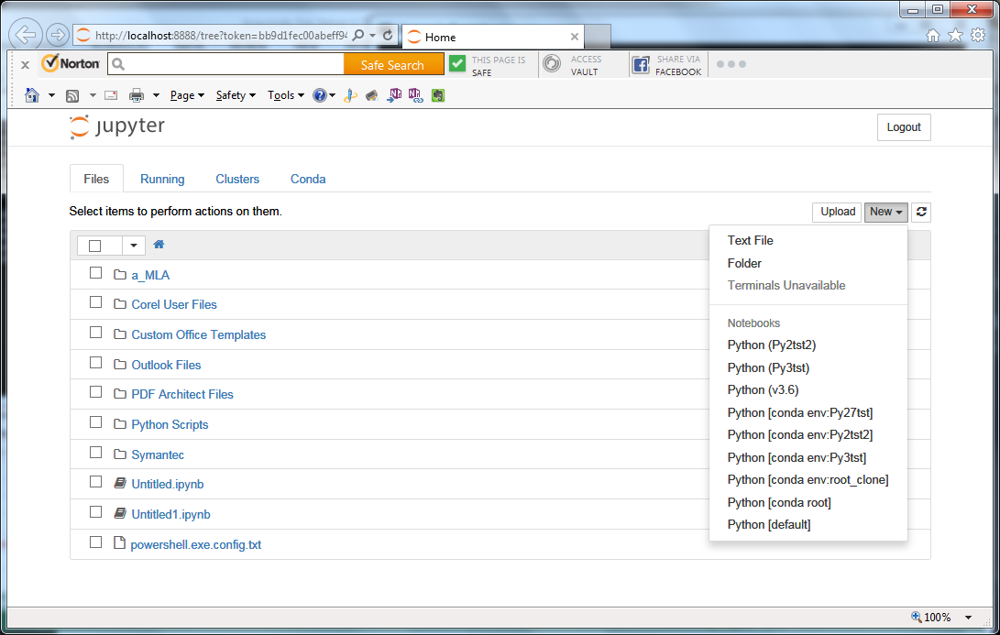 http://localhost:8888/tree?token=bb9d1fec00abeff94
Home
Norton
Safe Search
THIS PAGE IS
SAFE
ACCESS
VAULT
SHARE VIA
FACEBOOK
Page
Safety
Tools
jupyter
Logout
Files Running Clusters Conda
Select items to perform actions on them.
Upload New
Text File
Folder
Terminals Unavailable
Notebooks
Python (Py2tst2)
Python (Py3tst)
Python (v3.6)
Python [conda env:Py27tst]
Python [conda env:Py2tst2]
Python [conda env:Py3tst]
Python [conda env:root_clone]
Python [conda root]
Python [default]
a_MLA
Corel User Files
Custom Office Templates
Outlook Files
PDF Architect Files
Python Scripts
Symantec
Untitled.ipynb
Untitled1.ipynb
powershell.exe.config.txt
100%